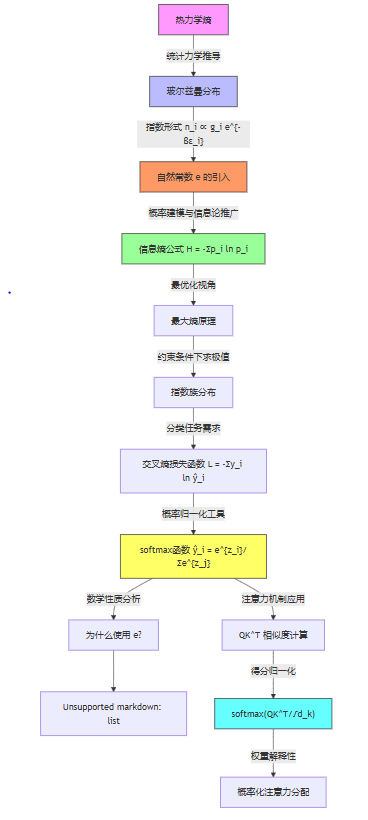 热力学熵
统计力学推导
玻尔兹曼分布
指数形式 n_i ∝ g_i e^{-
βε_i}
自然常数 e 的引入
概率建模与信息论推广
信息熵公式 H = -Σp_i ln p_i
最优化视角
最大熵原理
约束条件下求极值
指数族分布
分类任务需求
交叉熵损失函数 L = -Σy_i
ln ŷ_i
概率归一化工具
softmax函数 ŷ_i = e^{z_i}/
Σe^{z_j}
数学性质分析
注意力机制应用
为什么使用 e?
QK^T 相似度计算
得分归一化
Unsupported markdown:
list
softmax(QK^T/√d_k)
权重解释性
概率化注意力分配